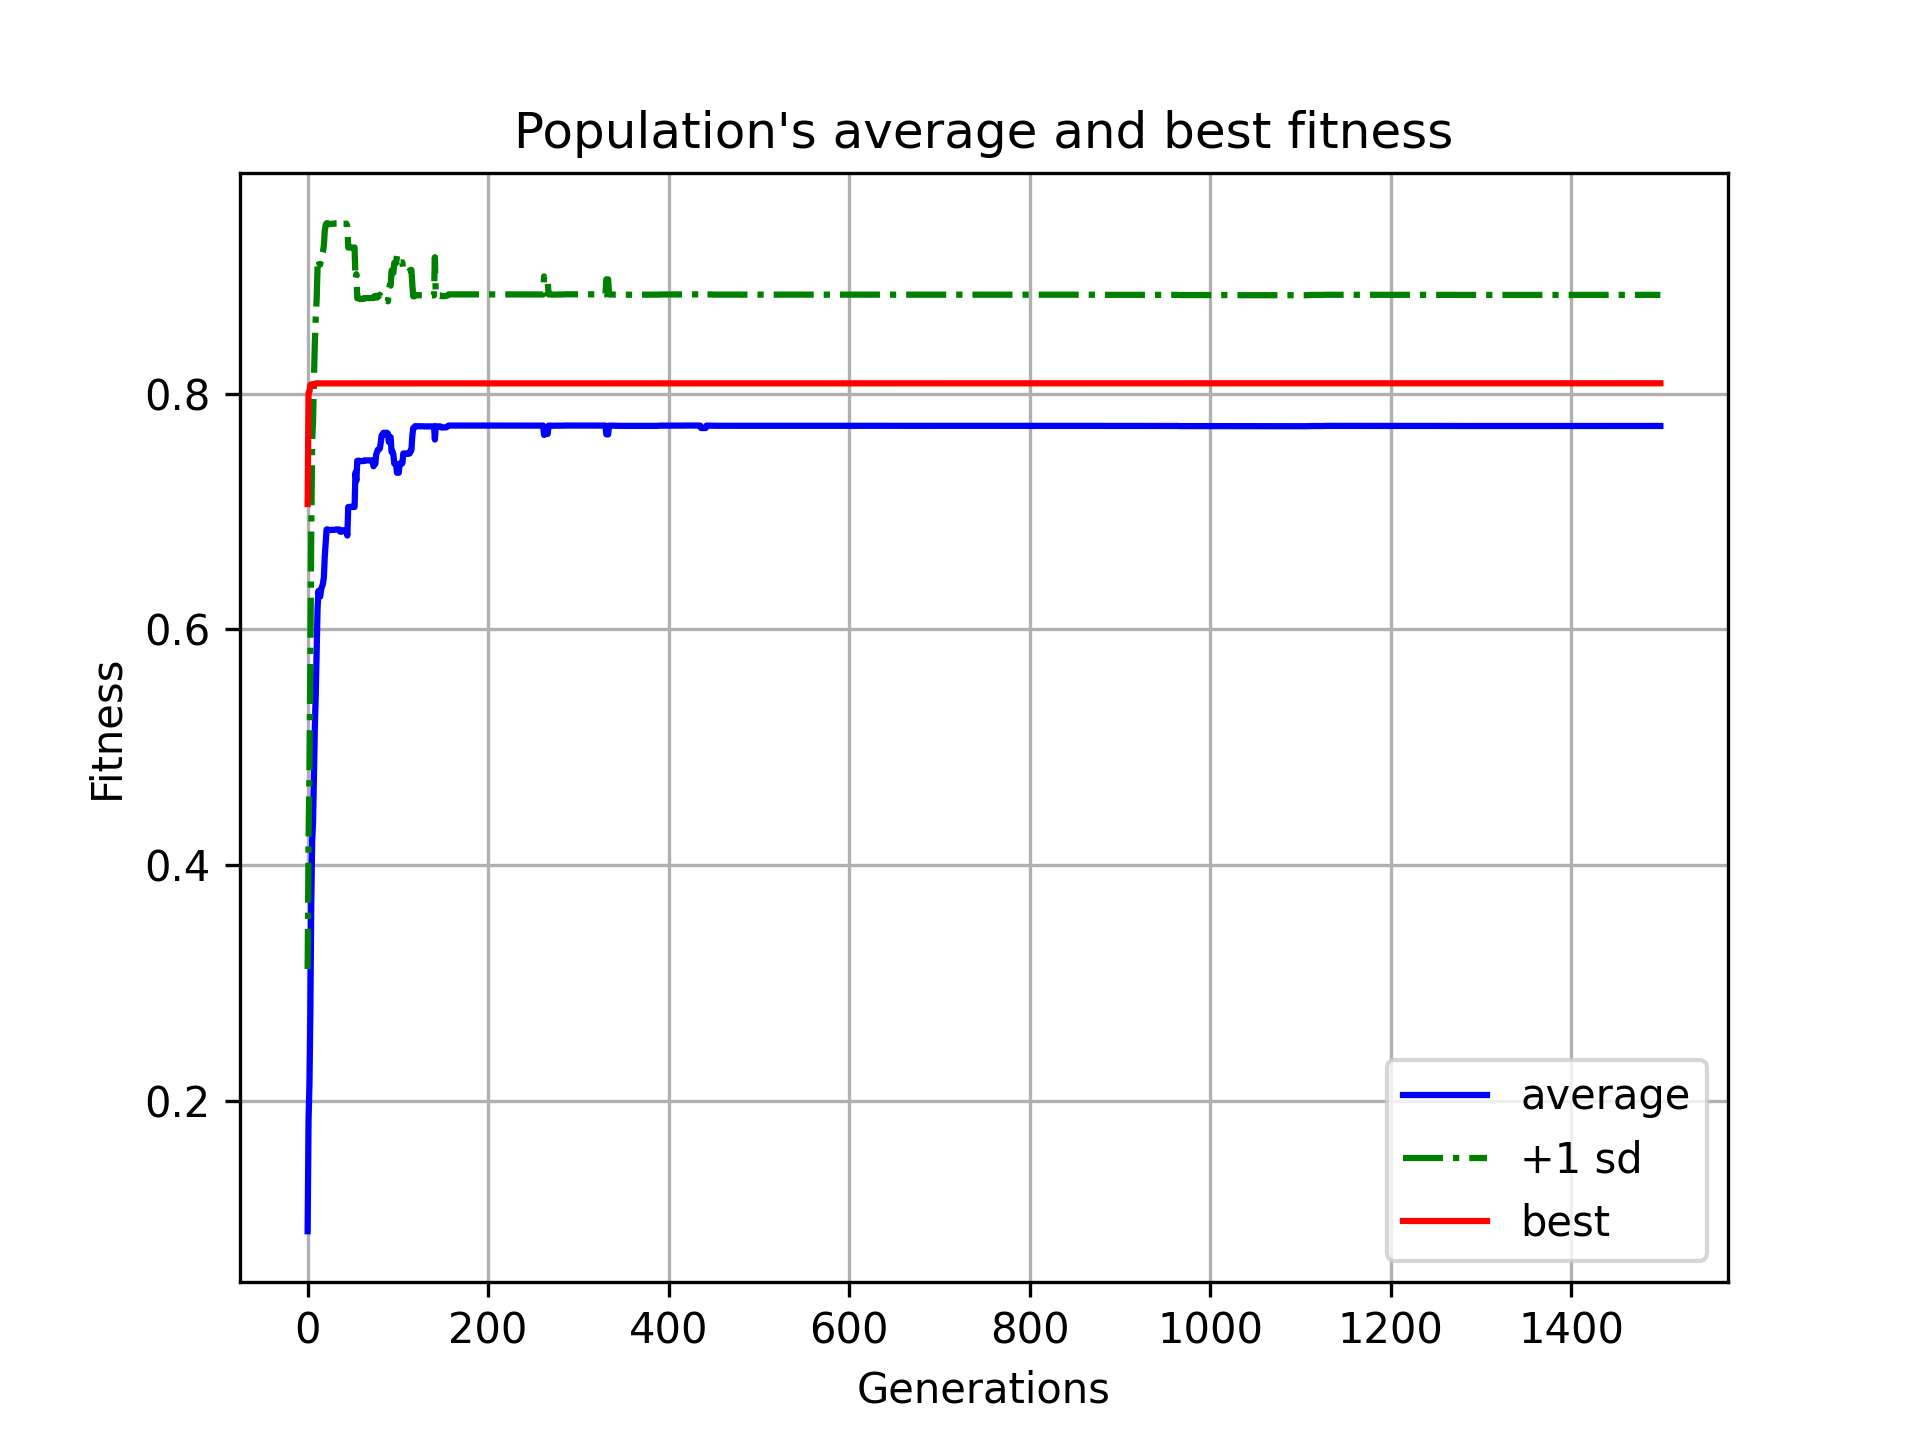 Population's average and best fitness
Fitness
0.8
0.6
0.4
0.2
0 200 400 600 800 1000 1200 1400
Generations
average
+1 sd
best